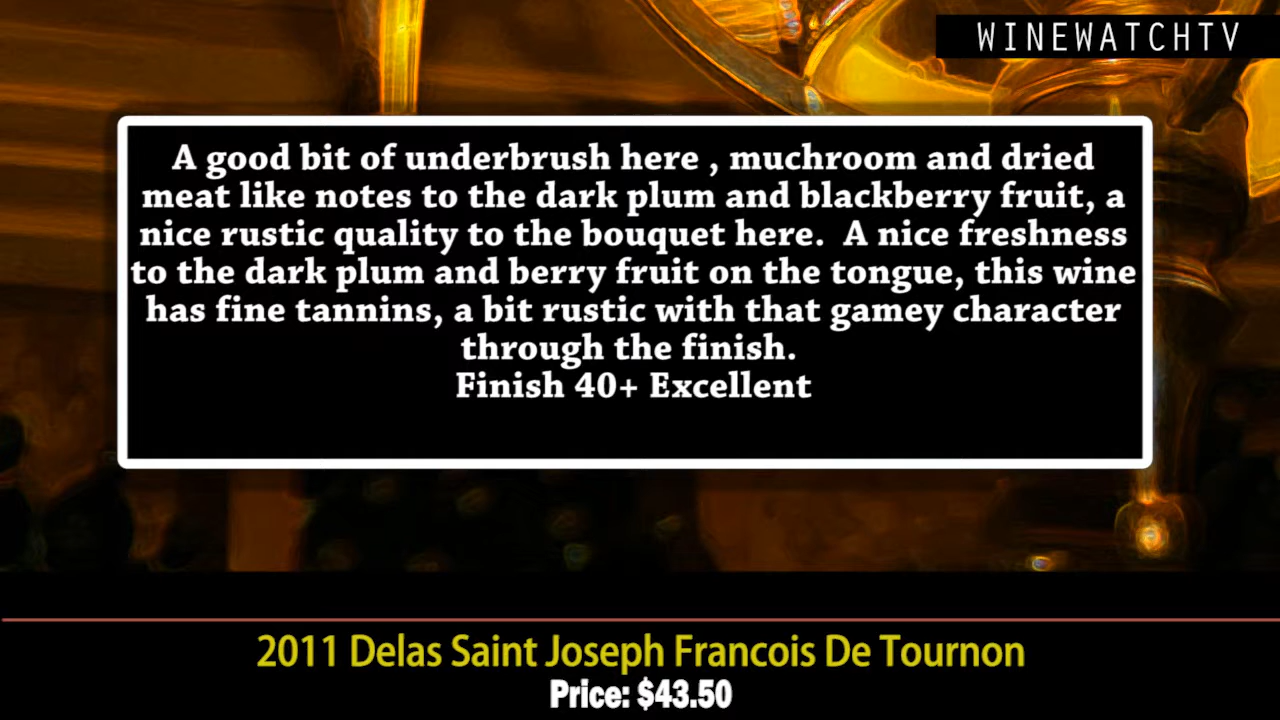 WINEWATCHTV
A good bit of underbrush here , muchroom and dried
meat like notes to the dark plum and blackberry fruit, a
nice rustic quality to the bouquet here.  A nice freshness
to the dark plum and berry fruit on the tongue, this wine
has fine tannins, a bit rustic with that gamey character
through the finish.
Finish 40+ Excellent
2011 Delas Saint Joseph Francois De Tournon
Price: $43.50